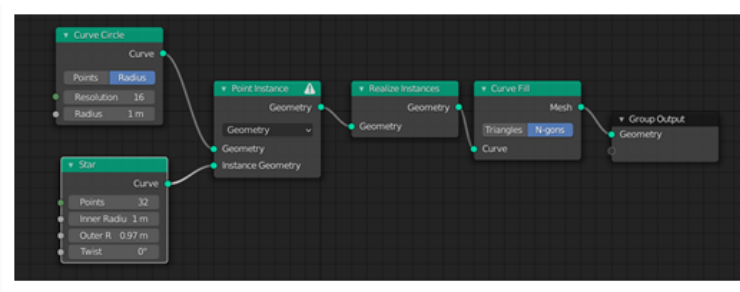 Curve Circle
Curve
Points Radius
Resolution 16
Radius 1 m
Star
Curve
Points 32
Inner Radiu 1 m
Outer R 0.97 m
Twist 0°
Point Instance
Geometry
Geometry
Geometry
Instance Geometry
Realize Instances
Geometry
Geometry
Curve Fill
Mesh
Triangles N-gons
Curve
Group Output
Geometry